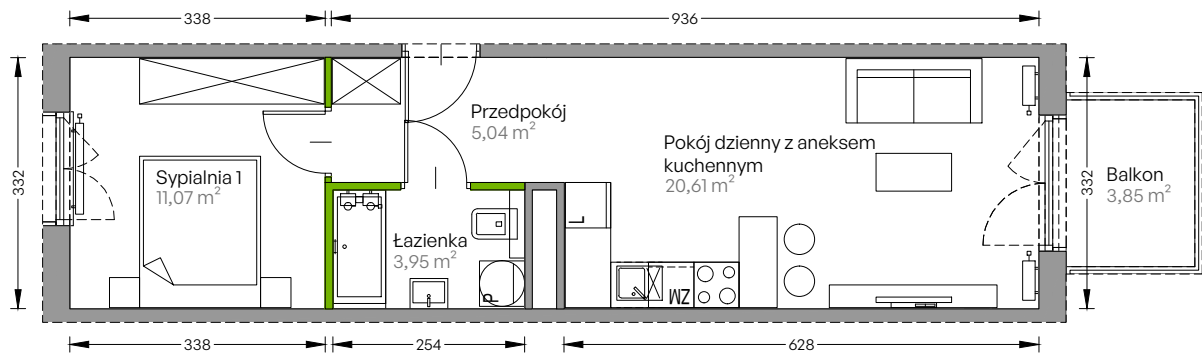 338
936
332
Sypialnia 1
11,07 m²
Przedpokój
5,04 m²
Pokój dzienny z aneksem
kuchennym
20,61 m²
Łazienka
3,95 m²
L
P
ZM
Balkon
3,85 m²
332
338
254
628